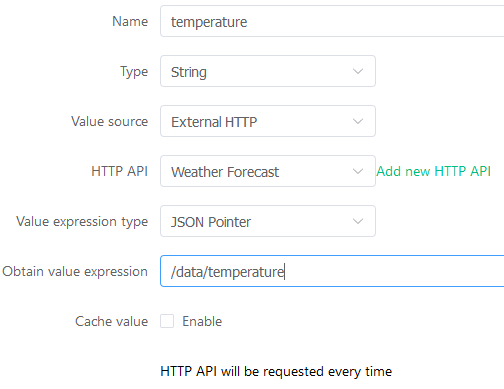 Name temperature
Type String
Value source External HTTP
HTTP API Weather Forecast Add new HTTP API
Value expression type JSON Pointer
Obtain value expression /data/temperature
Cache value Enable
HTTP API will be requested every time